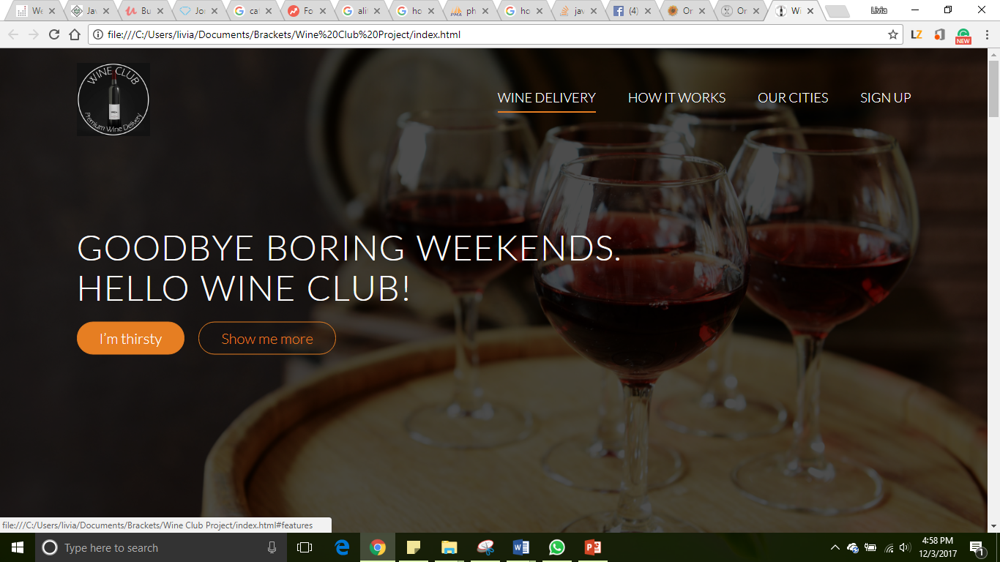 We
Jav
Bu
Jo
cat
Fo
ali
ho
ph
ho
jav
(4)
Or
Or
Wi
Livia
file:///C:/Users/livia/Documents/Brackets/Wine%20Club%20Project/index.html
LZ
NEW
WINE CLUB
Premium Wine Delivery
WINE DELIVERY HOW IT WORKS OUR CITIES SIGN UP
GOODBYE BORING WEEKENDS.
HELLO WINE CLUB!
I'm thirsty Show me more
file:///C:/Users/livia/Documents/Brackets/Wine Club Project/index.html#features
Type here to search
4:58 PM
12/3/2017
1